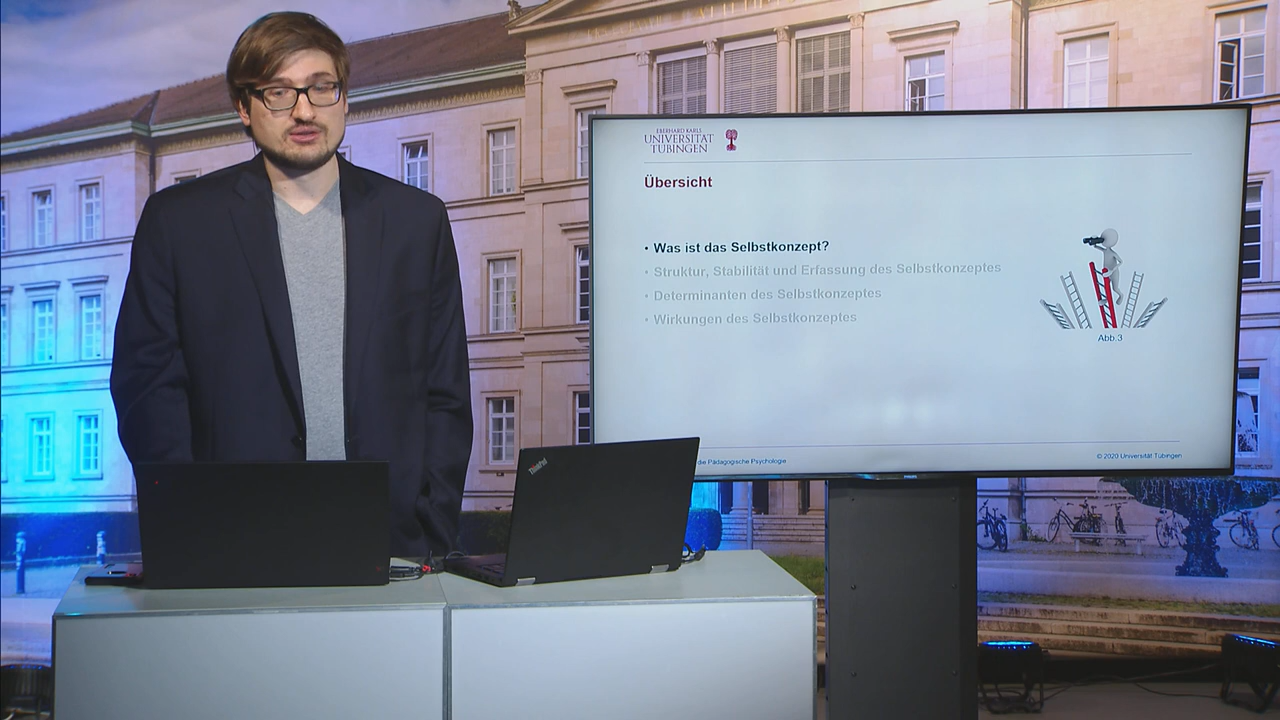 EBERHARD KARLS
UNIVERSITÄT
TÜBINGEN
Übersicht
• Was ist das Selbstkonzept?
• Struktur, Stabilität und Erfassung des Selbstkonzeptes
• Determinanten des Selbstkonzeptes
• Wirkungen des Selbstkonzeptes
Abb.3
die Pädagogische Psychologie
© 2020 Universität Tübingen
PHILIPS
ThinkPad